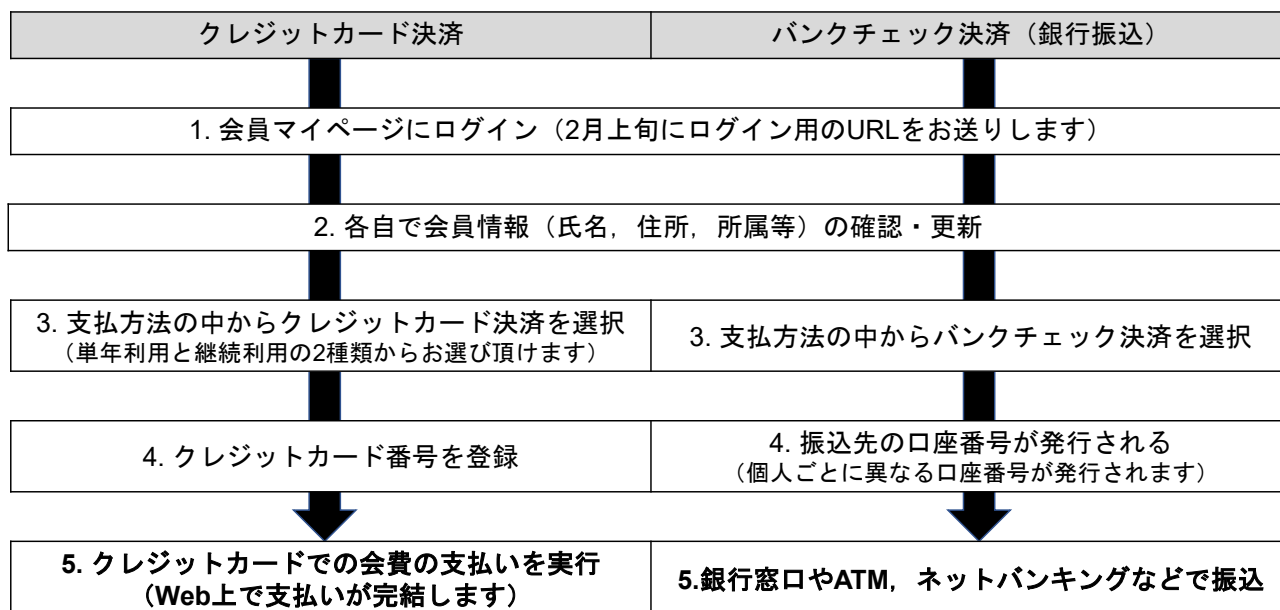 クレジットカード決済
バンクチェック決済（銀行振込）
1. 会員マイページにログイン（2月上旬にログイン用のURLをお送りします）
2. 各自で会員情報（氏名，住所，所属等）の確認・更新
3. 支払方法の中からクレジットカード決済を選択
（単年利用と継続利用の2種類からお選び頂けます）
3. 支払方法の中からバンクチェック決済を選択
4. クレジットカード番号を登録
4. 振込先の口座番号が発行される
（個人ごとに異なる口座番号が発行されます）
5. クレジットカードでの会費の支払いを実行
（Web上で支払いが完結します）
5.銀行窓口やATM，ネットバンキングなどで振込